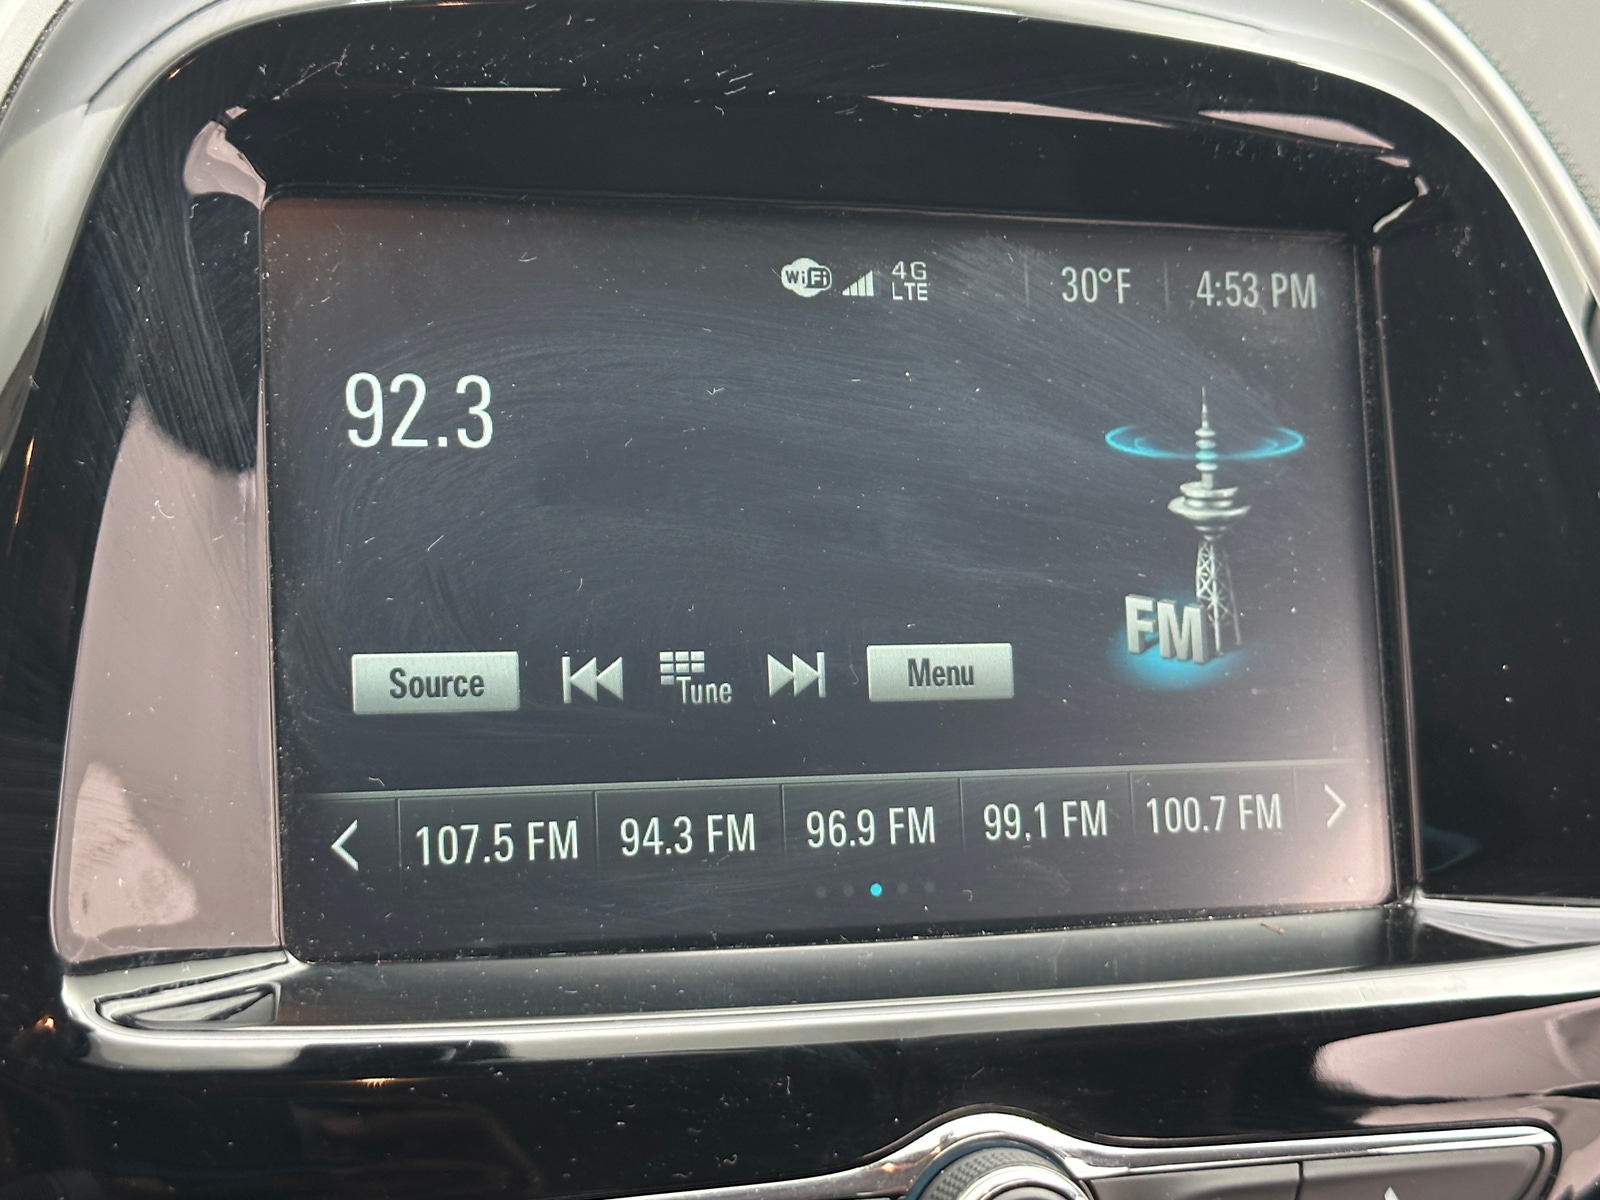 WiFi 4G LTE 30°F 4:53 PM
92.3
FM
Source Tune Menu
107.5 FM 94.3 FM 96.9 FM 99.1 FM 100.7 FM